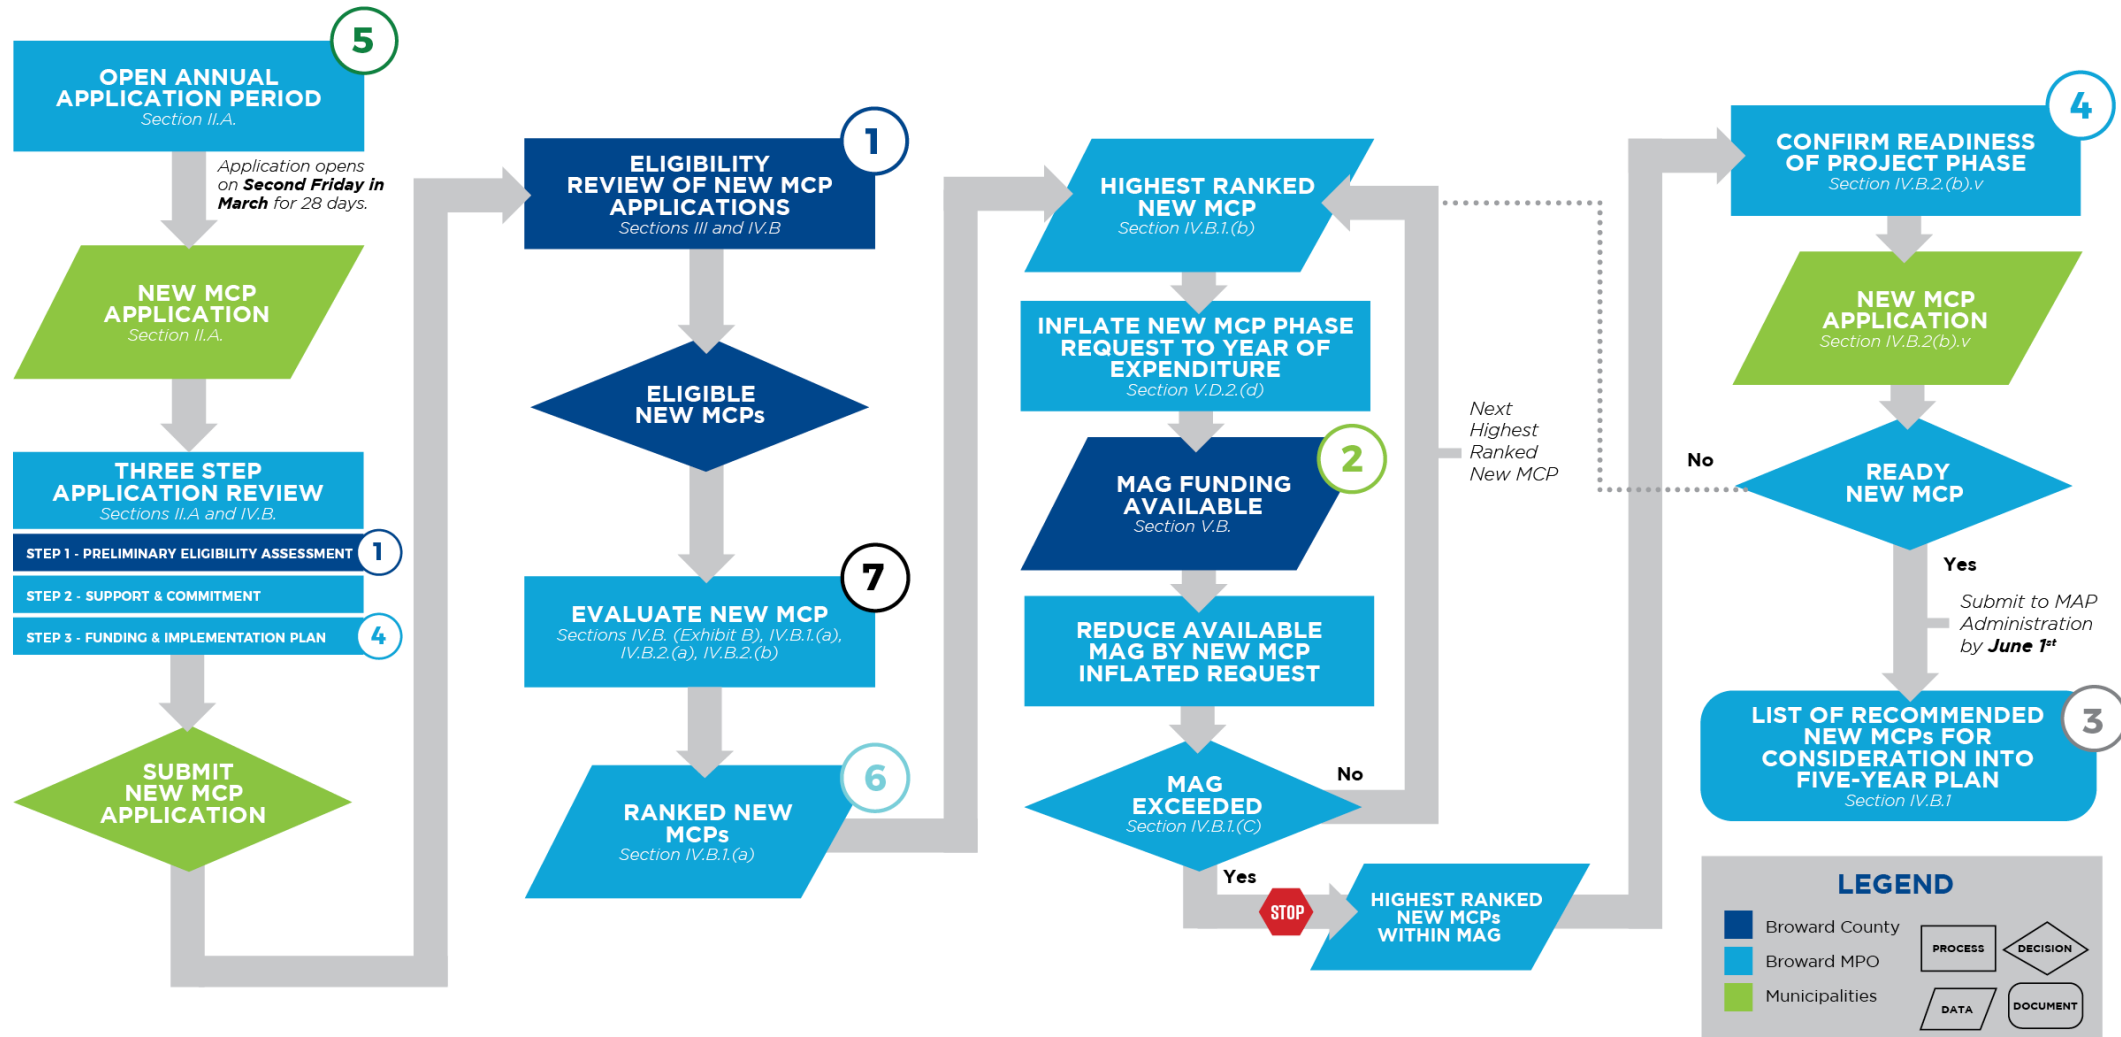 5
OPEN ANNUAL
APPLICATION PERIOD
Section II.A.
Application opens
on Second Friday in
March for 28 days.
NEW MCP
APPLICATION
Section II.A.
THREE STEP
APPLICATION REVIEW
Sections II.A and IV.B.
STEP 1 - PRELIMINARY ELIGIBILITY ASSESSMENT 1
STEP 2 - SUPPORT & COMMITMENT
STEP 3 - FUNDING & IMPLEMENTATION PLAN 4
SUBMIT
NEW MCP
APPLICATION
1
ELIGIBILITY
REVIEW OF NEW MCP
APPLICATIONS
Sections III and IV.B
ELIGIBLE
NEW MCPs
7
EVALUATE NEW MCP
Sections IV.B. (Exhibit B), IV.B.1.(a),
IV.B.2.(a), IV.B.2.(b)
6
RANKED NEW
MCPs
Section IV.B.1.(a)
HIGHEST RANKED
NEW MCP
Section IV.B.1.(b)
INFLATE NEW MCP PHASE
REQUEST TO YEAR OF
EXPENDITURE
Section V.D.2.(d)
2
MAG FUNDING
AVAILABLE
Section V.B.
REDUCE AVAILABLE
MAG BY NEW MCP
INFLATED REQUEST
MAG
EXCEEDED
Section IV.B.1.(C)
No
Next
Highest
Ranked
New MCP
Yes
STOP
HIGHEST RANKED
NEW MCPs
WITHIN MAG
4
CONFIRM READINESS
OF PROJECT PHASE
Section IV.B.2.(b).v
NEW MCP
APPLICATION
Section IV.B.2(b).v
READY
NEW MCP
No
Yes
Submit to MAP
Administration
by June 1st
3
LIST OF RECOMMENDED
NEW MCPs FOR
CONSIDERATION INTO
FIVE-YEAR PLAN
Section IV.B.1
LEGEND
Broward County
Broward MPO
Municipalities
PROCESS
DECISION
DATA
DOCUMENT